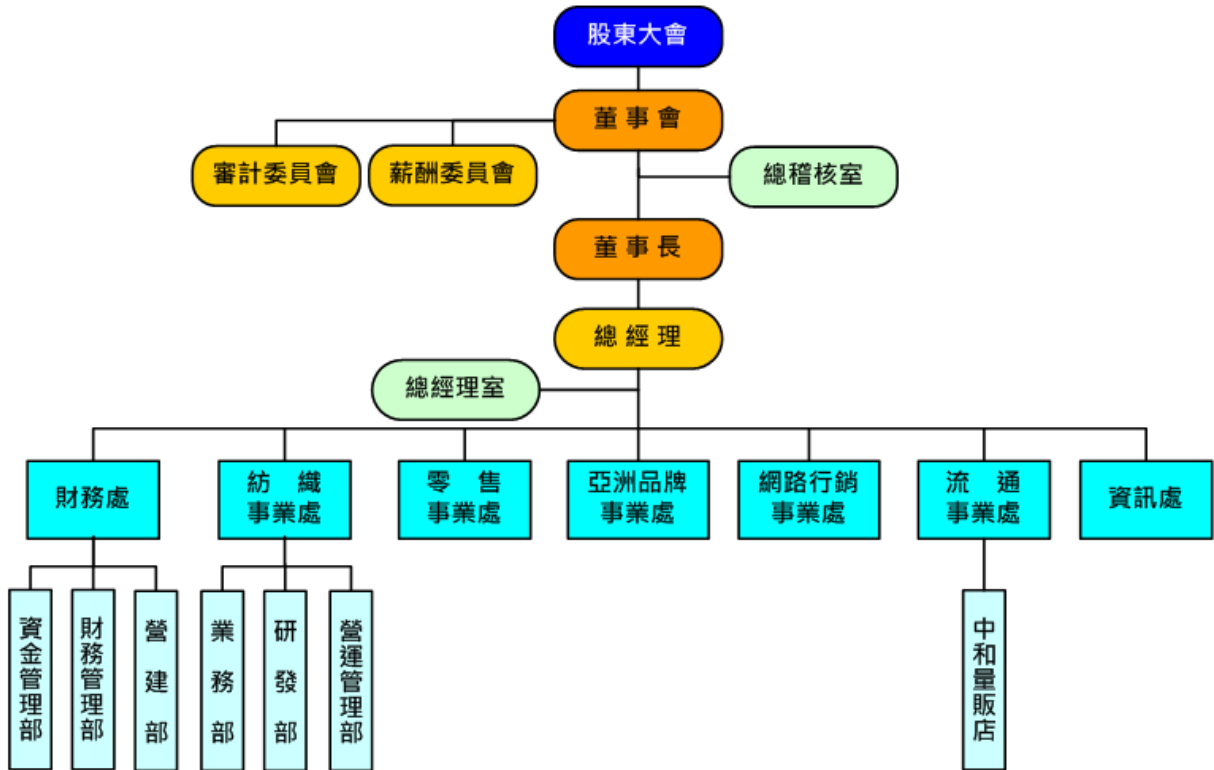 股東大會
董事會
審計委員會
薪酬委員會
總稽核室
董事長
總經理
總經理室
財務處
紡織
事業處
零售
事業處
亞洲品牌
事業處
網路行銷
事業處
流通
事業處
資訊處
資金管理部
財務管理部
營建部
業務部
研發部
營運管理部
中和量販店